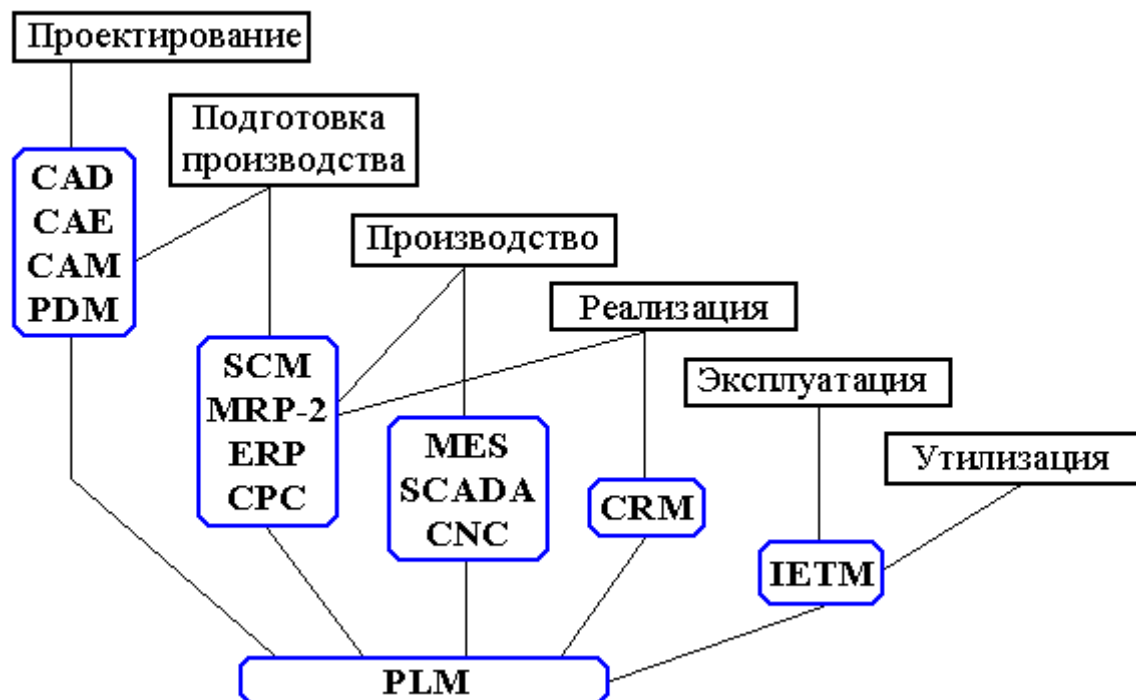 Проектирование
Подготовка
производства
CAD
CAE
CAM
PDM
Производство
Реализация
SCM
MRP-2
ERP
CPC
Эксплуатация
MES
SCADA
CNC
CRM
Утилизация
IETM
PLM